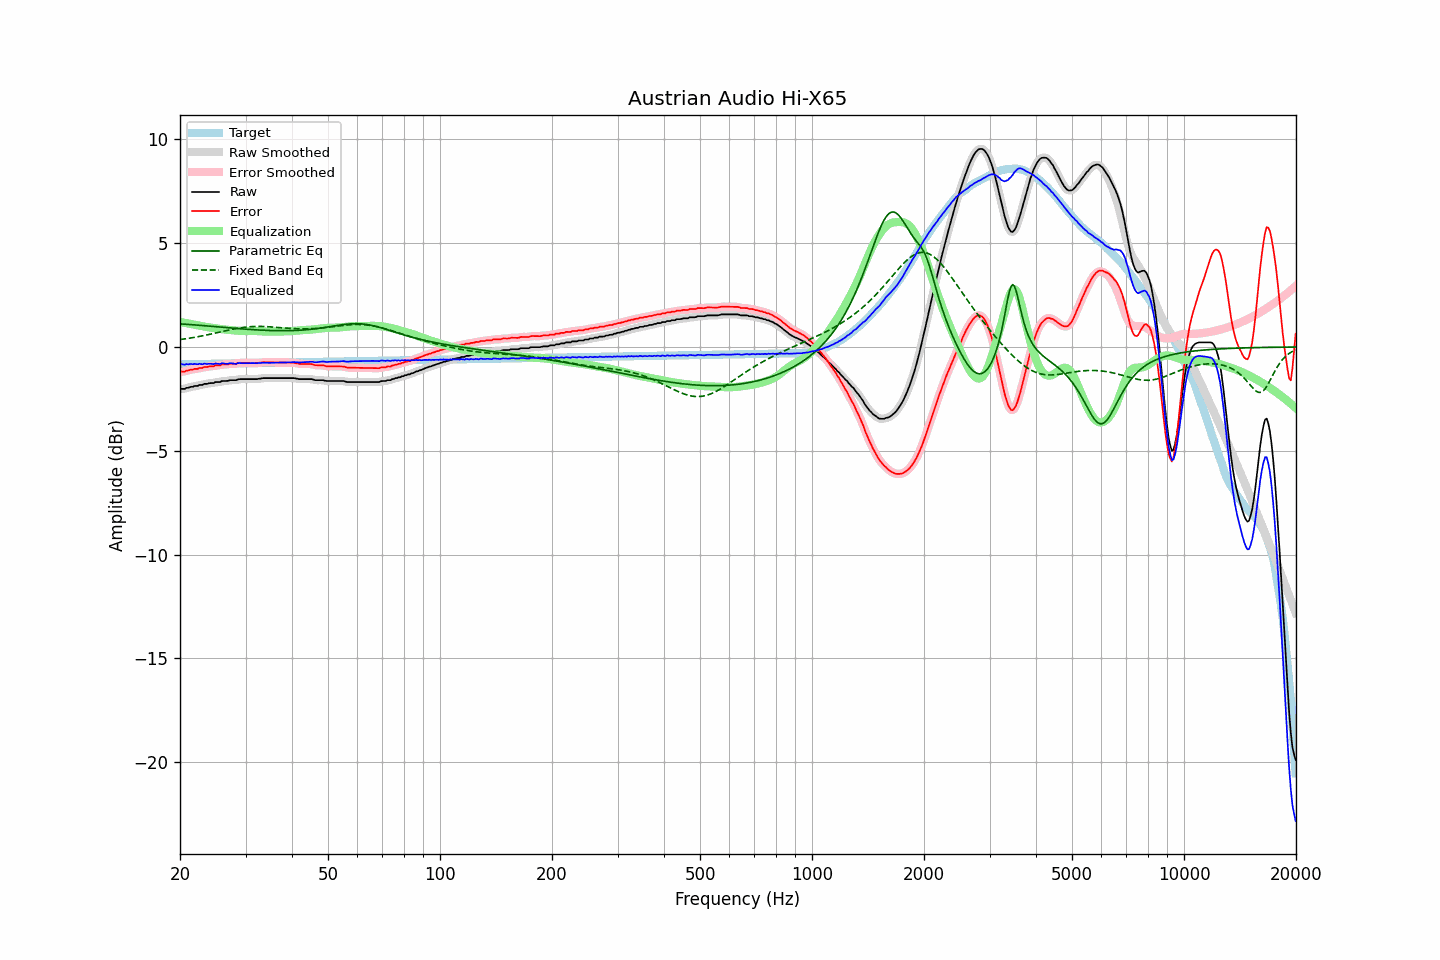 Austrian Audio Hi-X65
Target
Raw Smoothed
Error Smoothed
Raw
Error
Equalization
Parametric Eq
Fixed Band Eq
Equalized
10
5
0
−5
−10
−15
−20
Amplitude (dBr)
20
50
100
200
500
1000
2000
5000
10000
20000
Frequency (Hz)